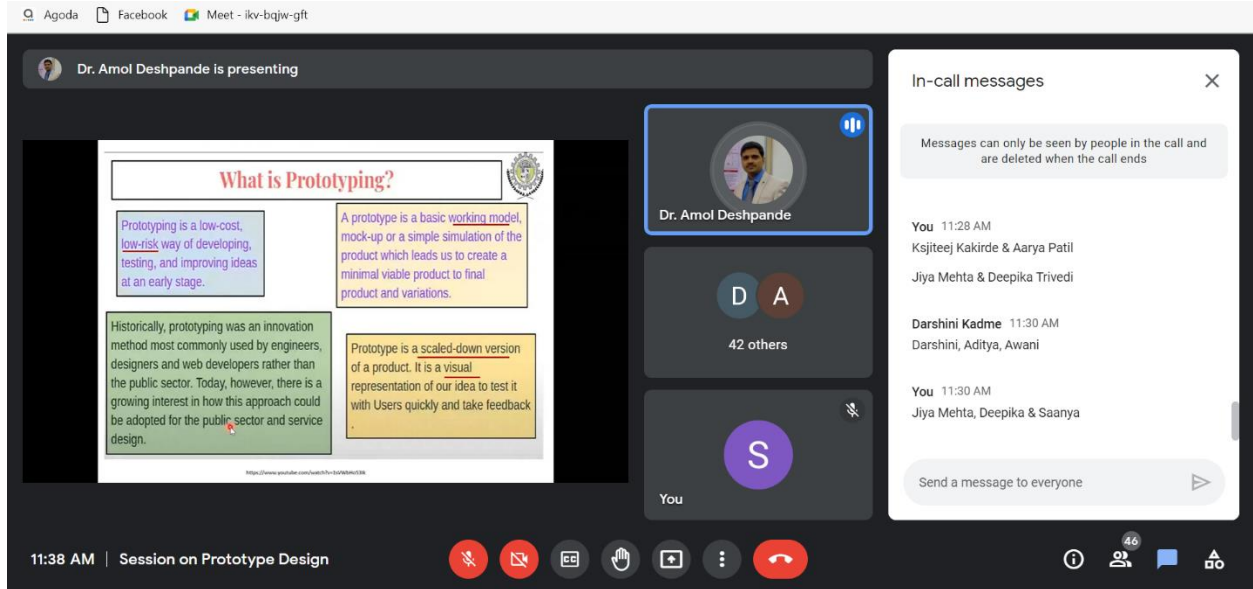 Agoda
Facebook
Meet - ikv-bqjw-gft
Dr. Amol Deshpande is presenting
What is Prototyping?
Prototyping is a low-cost,
low-risk way of developing,
testing, and improving ideas
at an early stage.
A prototype is a basic working model,
mock-up or a simple simulation of the
product which leads us to create a
minimal viable product to final
product and variations.
Historically, prototyping was an innovation
method most commonly used by engineers,
designers and web developers rather than
the public sector. Today, however, there is a
growing interest in how this approach could
be adopted for the public sector and service
design.
Prototype is a scaled-down version
of a product. It is a visual
representation of our idea to test it
with Users quickly and take feedback
.
Dr. Amol Deshpande
D A
42 others
S
You
In-call messages
Messages can only be seen by people in the call and
are deleted when the call ends
You 11:28 AM
Ksjiteej Kakirde & Aarya Patil
Jiya Mehta & Deepika Trivedi
Darshini Kadme 11:30 AM
Darshini, Aditya, Awani
You 11:30 AM
Jiya Mehta, Deepika & Saanya
Send a message to everyone
11:38 AM | Session on Prototype Design
46